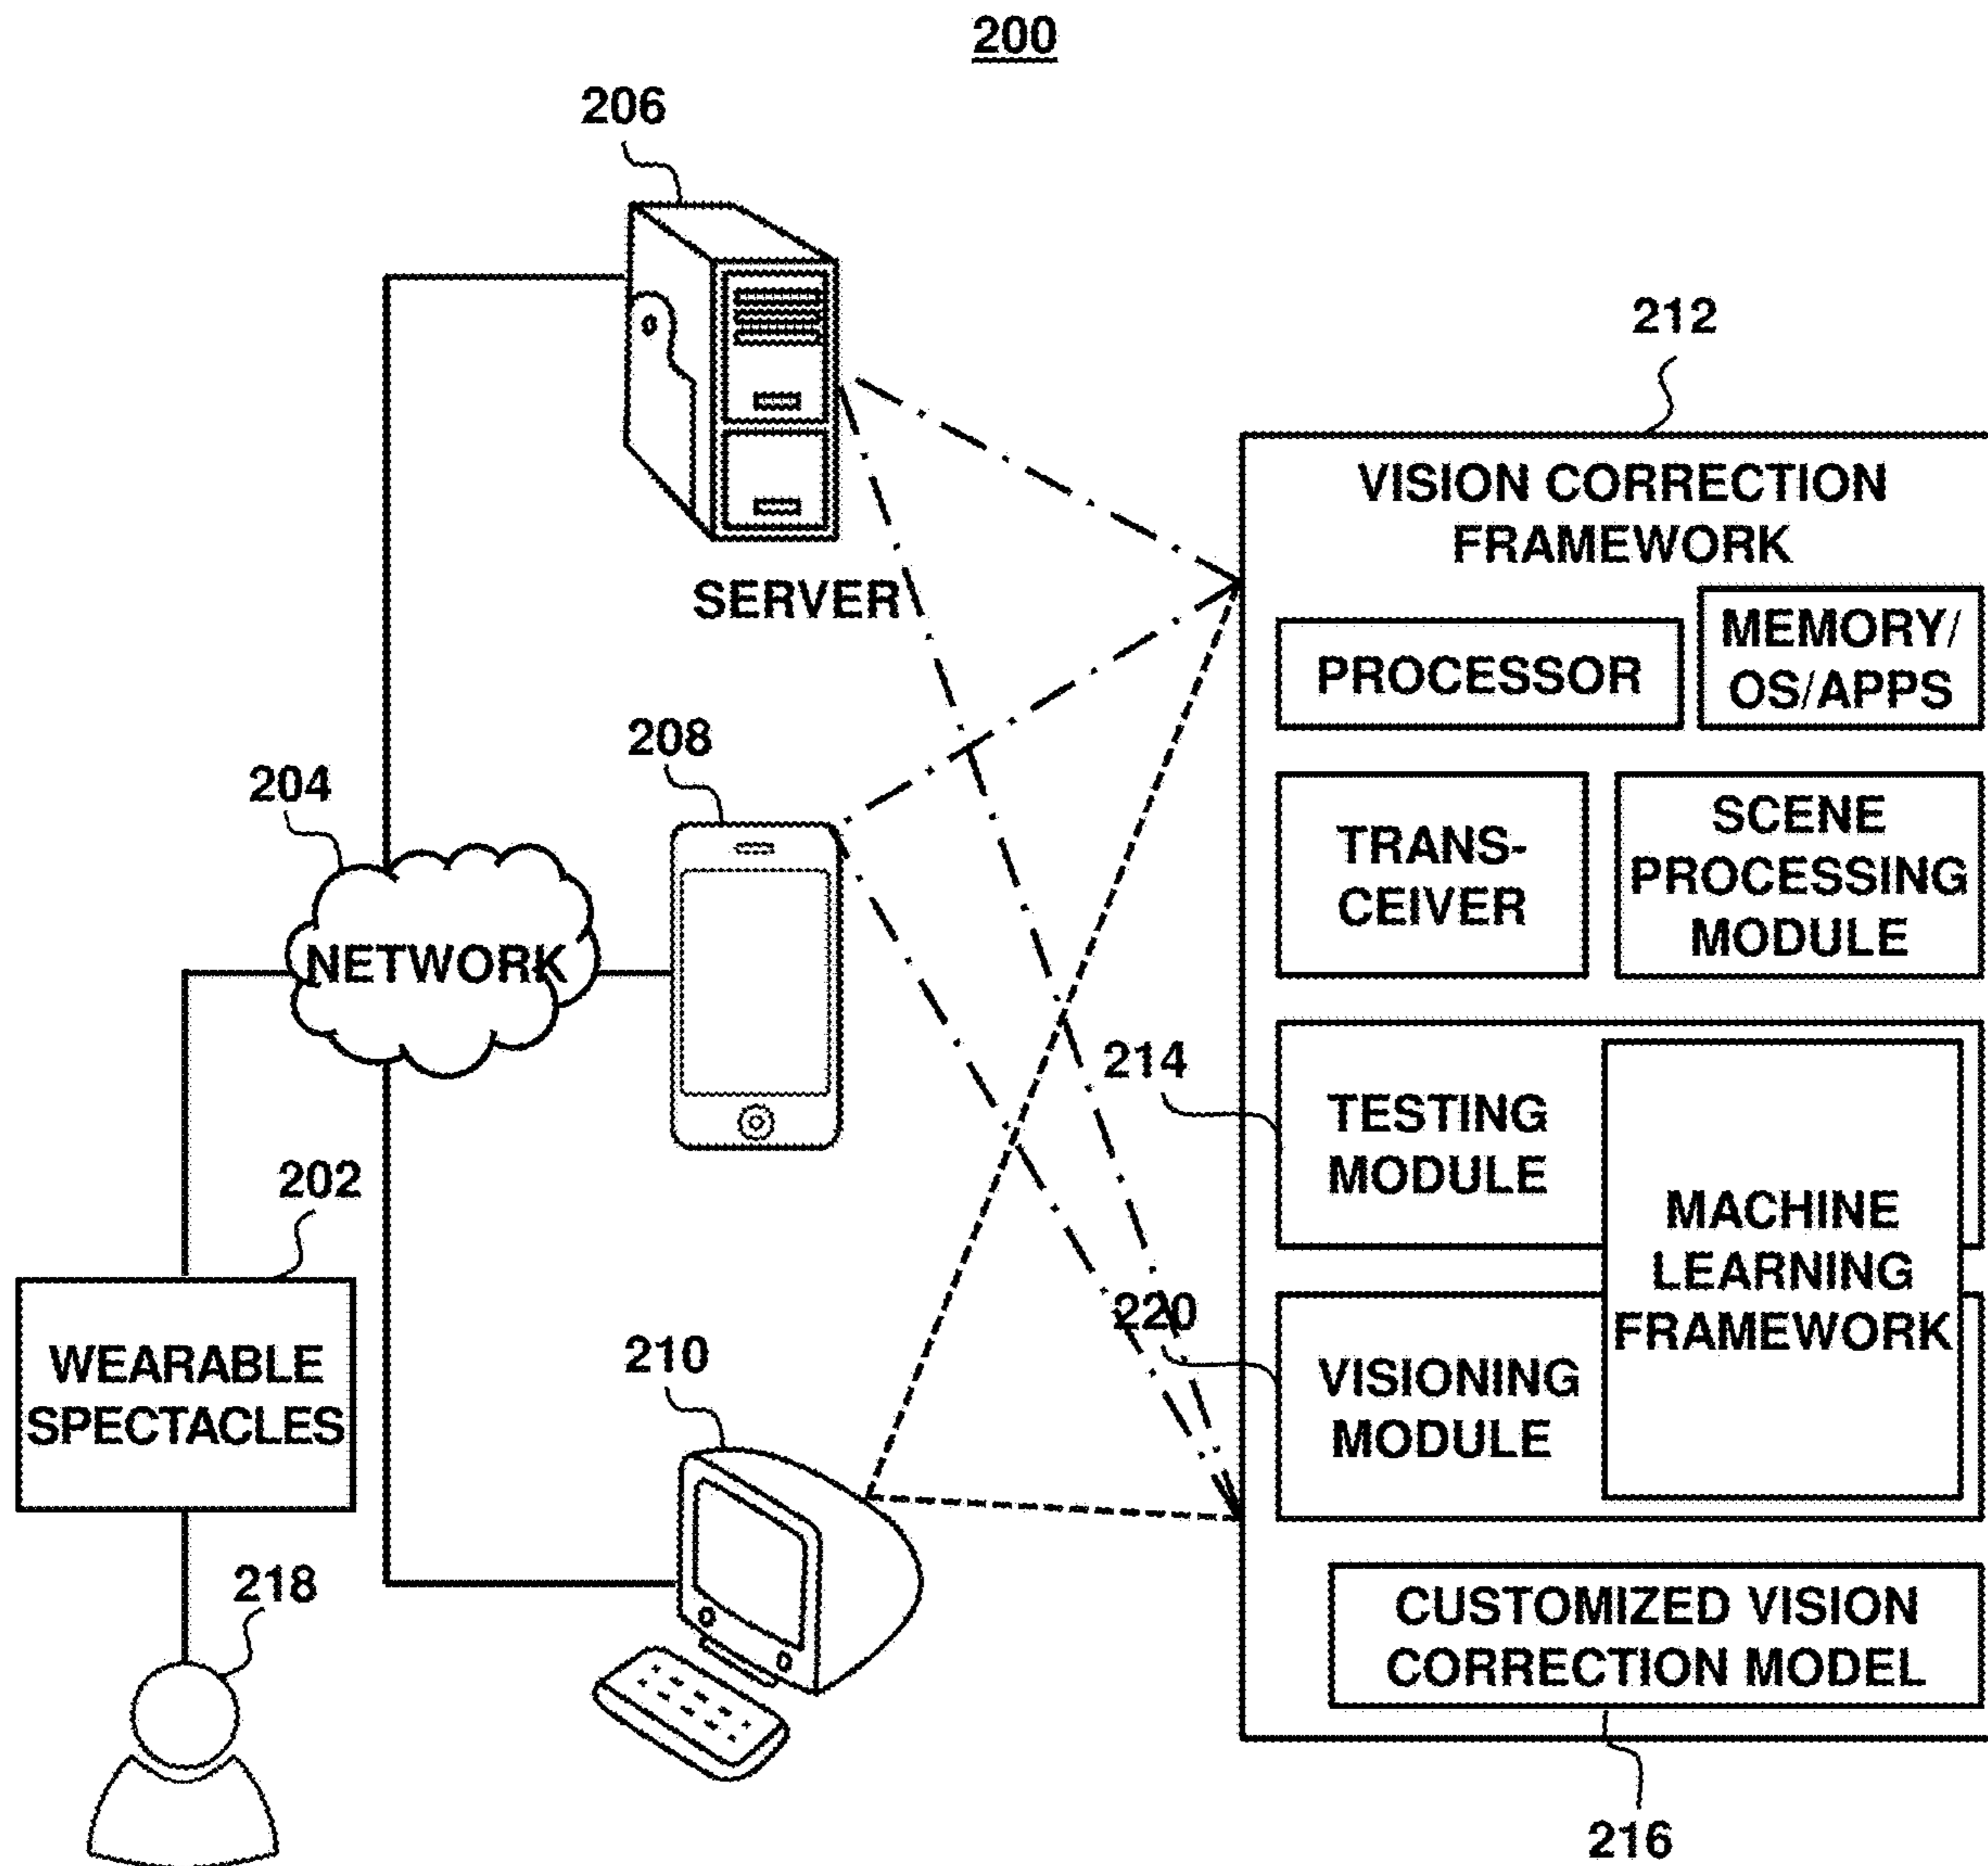 200
206
SERVER
212
VISION CORRECTION
FRAMEWORK
PROCESSOR
MEMORY/
OS/APPS
TRANS-
CEIVER
SCENE
PROCESSING
MODULE
208
204
NETWORK
214
TESTING
MODULE
MACHINE
LEARNING
FRAMEWORK
202
WEARABLE
SPECTACLES
220
VISIONING
MODULE
210
218
CUSTOMIZED VISION
CORRECTION MODEL
216